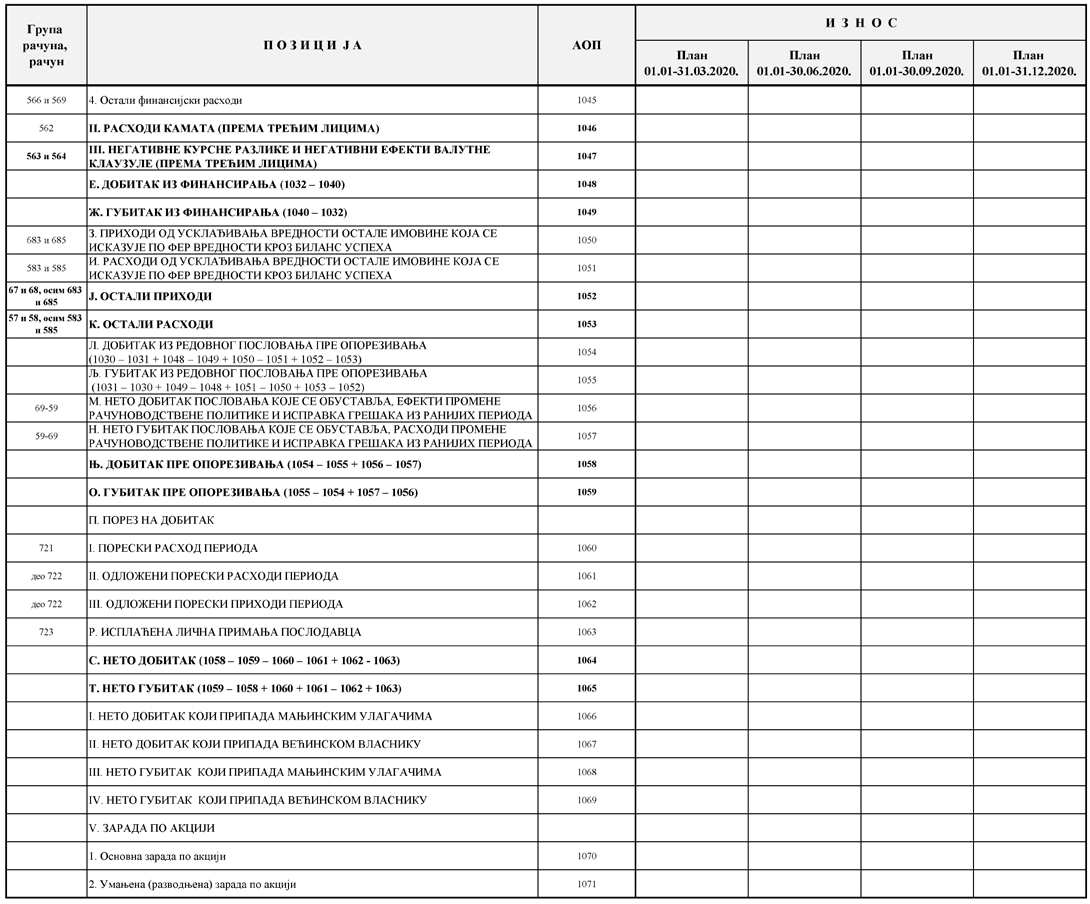 Група
рачуна,
рачун
П О З И Ц И Ј А
АОП
И З Н О С
План
01.01-31.03.2020.
План
01.01-30.06.2020.
План
01.01-30.09.2020.
План
01.01-31.12.2020.
566 и 569 4. Остали финансијски расходи 1045
562 II. РАСХОДИ КАМАТА (ПРЕМА ТРЕЋИМ ЛИЦИМА) 1046
563 и 564 III. НЕГАТИВНЕ КУРСНЕ РАЗЛИКЕ И НЕГАТИВНИ ЕФЕКТИ ВАЛУТНЕ
КЛАУЗУЛЕ (ПРЕМА ТРЕЋИМ ЛИЦИМА) 1047
Е. ДОБИТАК ИЗ ФИНАНСИРАЊА (1032 – 1040) 1048
Ж. ГУБИТАК ИЗ ФИНАНСИРАЊА (1040 – 1032) 1049
683 и 685 З. ПРИХОДИ ОД УСКЛАЂИВАЊА ВРЕДНОСТИ ОСТАЛЕ ИМОВИНЕ КОЈА СЕ
ИСКАЗУЈЕ ПО ФЕР ВРЕДНОСТИ КРОЗ БИЛАНС УСПЕХА 1050
583 и 585 И. РАСХОДИ ОД УСКЛАЂИВАЊА ВРЕДНОСТИ ОСТАЛЕ ИМОВИНЕ КОЈА СЕ
ИСКАЗУЈЕ ПО ФЕР ВРЕДНОСТИ КРОЗ БИЛАНС УСПЕХА 1051
67 и 68, осим 683
и 685 Ј. ОСТАЛИ ПРИХОДИ 1052
57 и 58, осим 583
и 585 К. ОСТАЛИ РАСХОДИ 1053
Л. ДОБИТАК ИЗ РЕДОВНОГ ПОСЛОВАЊА ПРЕ ОПОРЕЗИВАЊА
(1030 – 1031 + 1048 – 1049 + 1050 – 1051 + 1052 – 1053) 1054
Љ. ГУБИТАК ИЗ РЕДОВНОГ ПОСЛОВАЊА ПРЕ ОПОРЕЗИВАЊА
(1031 – 1030 + 1049 – 1048 + 1051 – 1050 + 1053 – 1052) 1055
69-59 М. НЕТО ДОБИТАК ПОСЛОВАЊА КОЈЕ СЕ ОБУСТАВЉА, ЕФЕКТИ ПРОМЕНЕ
РАЧУНОВОДСТВЕНЕ ПОЛИТИКЕ И ИСПРАВКА ГРЕШАКА ИЗ РАНИЈИХ ПЕРИОДА 1056
59-69 Н. НЕТО ГУБИТАК ПОСЛОВАЊА КОЈЕ СЕ ОБУСТАВЉА, РАСХОДИ ПРОМЕНЕ
РАЧУНОВОДСТВЕНЕ ПОЛИТИКЕ И ИСПРАВКА ГРЕШАКА ИЗ РАНИЈИХ ПЕРИОДА 1057
Њ. ДОБИТАК ПРЕ ОПОРЕЗИВАЊА (1054 – 1055 + 1056 – 1057) 1058
О. ГУБИТАК ПРЕ ОПОРЕЗИВАЊА (1055 – 1054 + 1057 – 1056) 1059
П. ПОРЕЗ НА ДОБИТАК
721 I. ПОРЕСКИ РАСХОД ПЕРИОДА 1060
део 722 II. ОДЛОЖЕНИ ПОРЕСКИ РАСХОДИ ПЕРИОДА 1061
део 722 III. ОДЛОЖЕНИ ПОРЕСКИ ПРИХОДИ ПЕРИОДА 1062
723 Р. ИСПЛАЋЕНА ЛИЧНА ПРИМАЊА ПОСЛОДАВЦА 1063
С. НЕТО ДОБИТАК (1058 – 1059 – 1060 – 1061 + 1062 - 1063) 1064
Т. НЕТО ГУБИТАК (1059 – 1058 + 1060 + 1061 – 1062 + 1063) 1065
I. НЕТО ДОБИТАК КОЈИ ПРИПАДА МАЊИНСКИМ УЛАГАЧИМА 1066
II. НЕТО ДОБИТАК КОЈИ ПРИПАДА ВЕЋИНСКОМ ВЛАСНИКУ 1067
III. НЕТО ГУБИТАК КОЈИ ПРИПАДА МАЊИНСКИМ УЛАГАЧИМА 1068
IV. НЕТО ГУБИТАК КОЈИ ПРИПАДА ВЕЋИНСКОМ ВЛАСНИКУ 1069
V. ЗАРАДА ПО АКЦИЈИ
1. Основна зарада по акцији 1070
2. Умањена (разводњена) зарада по акцији 1071